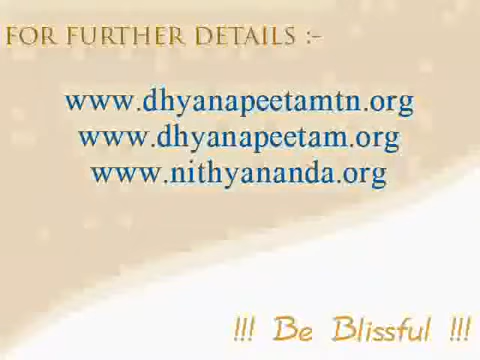 FOR FURTHER DETAILS :-
www.dhyanapeetamtn.org
www.dhyanapeetam.org
www.nithyananda.org
!!! Be Blissful !!!